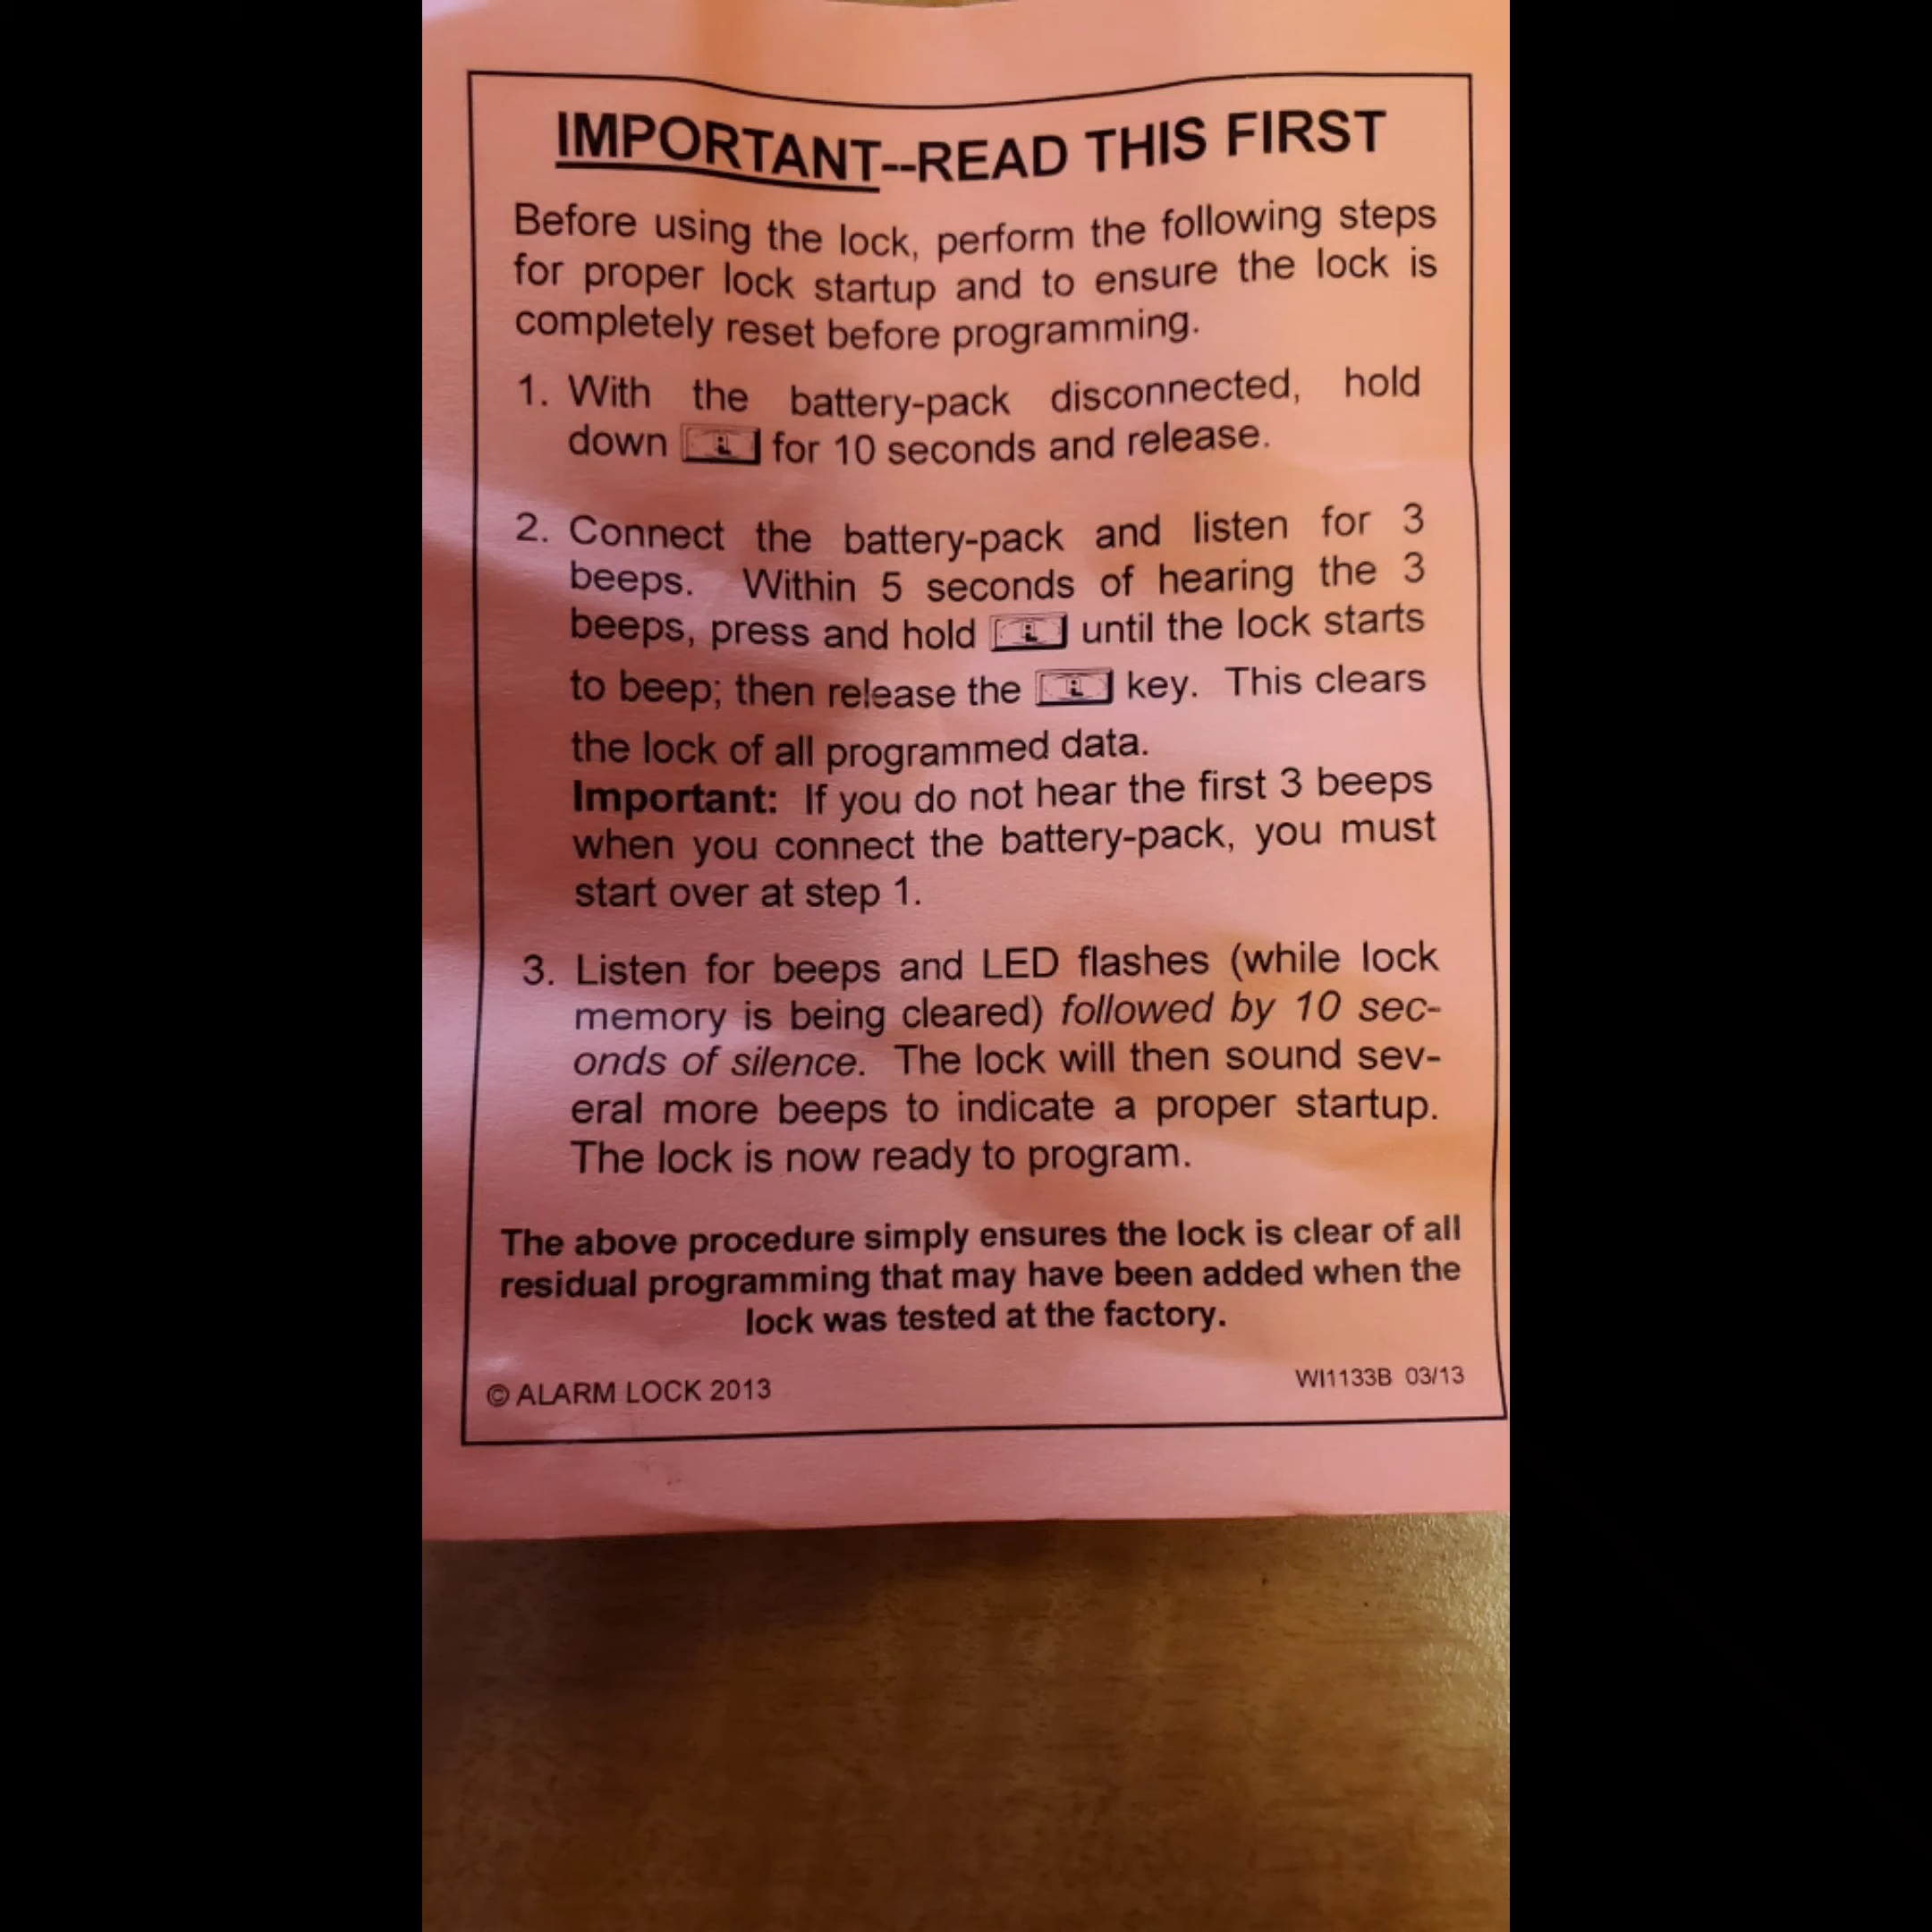 IMPORTANT--READ THIS FIRST
Before using the lock, perform the following steps
for proper lock startup and to ensure the lock is
completely reset before programming.
1. With the battery-pack disconnected, hold
down for 10 seconds and release.
2. Connect the battery-pack and listen for 3
beeps. Within 5 seconds of hearing the 3
beeps, press and hold until the lock starts
to beep; then release the key. This clears
the lock of all programmed data.
Important: If you do not hear the first 3 beeps
when you connect the battery-pack, you must
start over at step 1.
3. Listen for beeps and LED flashes (while lock
memory is being cleared) followed by 10 sec-
onds of silence. The lock will then sound sev-
eral more beeps to indicate a proper startup.
The lock is now ready to program.
The above procedure simply ensures the lock is clear of all
residual programming that may have been added when the
lock was tested at the factory.
© ALARM LOCK 2013
WI1133B 03/13